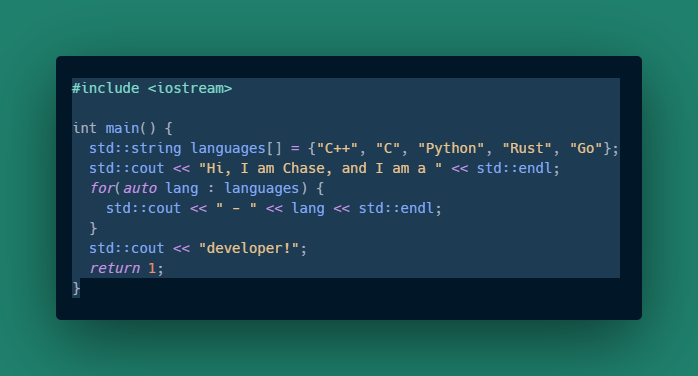 #include <iostream>

int main() {
  std::string languages[] = {"C++", "C", "Python", "Rust", "Go"};
  std::cout << "Hi, I am Chase, and I am a " << std::endl;
  for(auto lang : languages) {
    std::cout << " - " << lang << std::endl;
  }
  std::cout << "developer!";
  return 1;
}